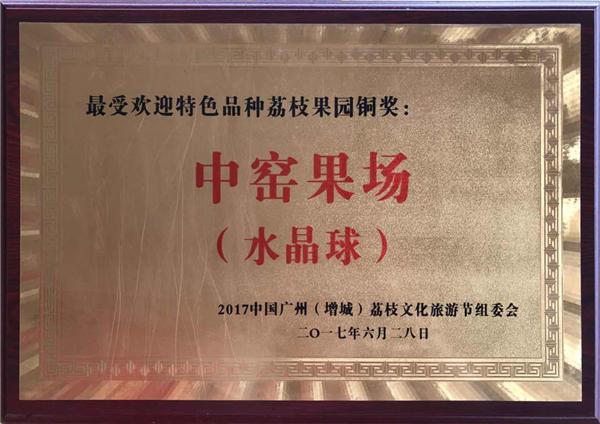 最受欢迎特色品种荔枝果园铜奖：
中窑果场
（水晶球）
2017中国广州（增城）荔枝文化旅游节组委会
二〇一七年六月二八日